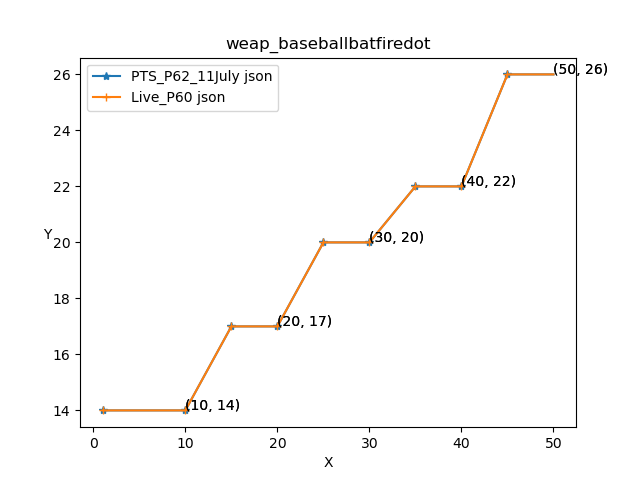 weap_baseballbatfiredot
PTS_P62_11July json
Live_P60 json
26
24
22
20
18
16
14
Y
(50, 26)
(40, 22)
(30, 20)
(20, 17)
(10, 14)
0 10 20 30 40 50
X